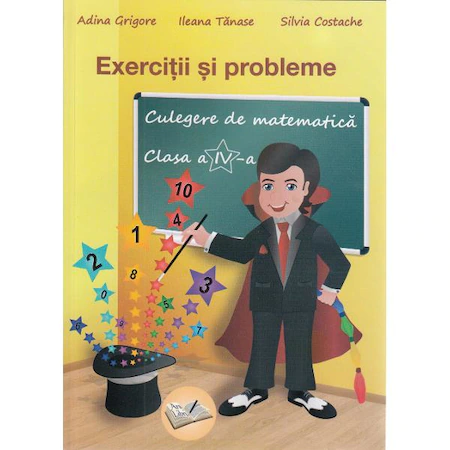 Adina Grigore Ileana Tănase Silvia Costache
Exerciții și probleme
Culegere de matematică
Clasa a IV-a
10
4
1
2
8
3
0
5
7